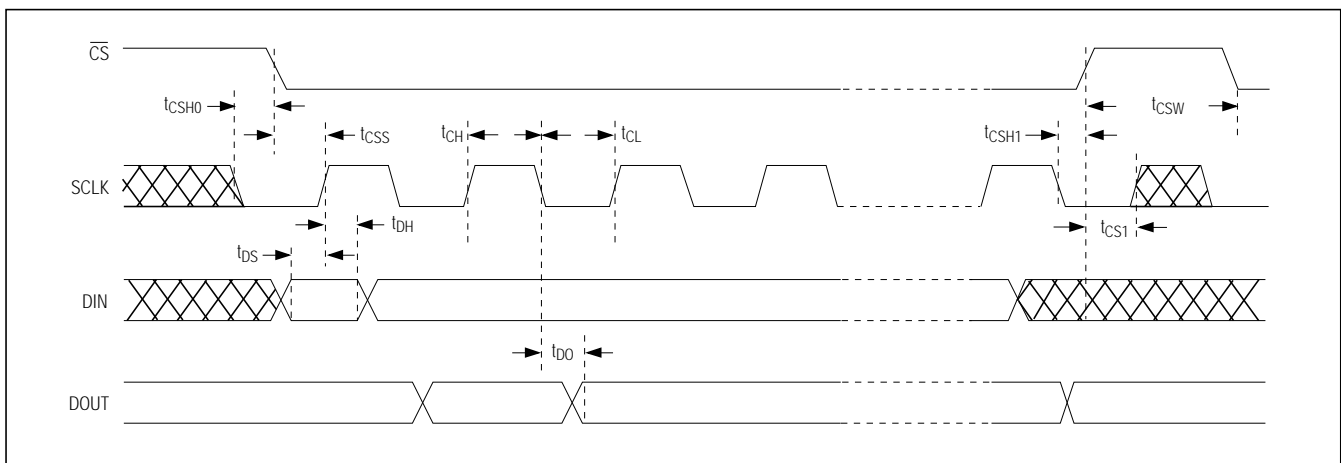 CS
tCSH0
tCSS
tCH
tCL
tCSH1
tCSW
SCLK
tDH
tDS
tCS1
DIN
tDO
DOUT